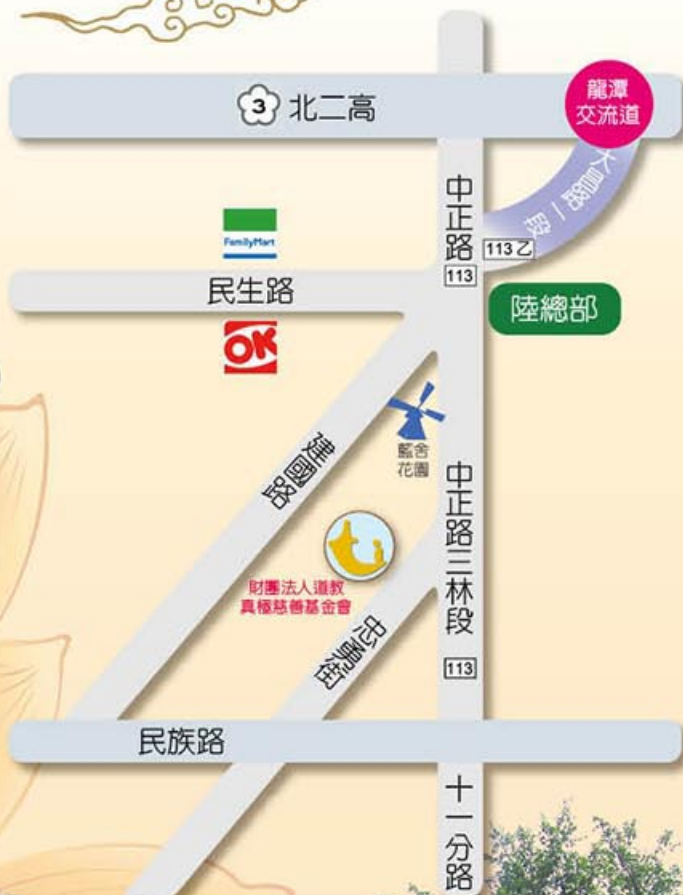 3 北二高
龍潭
交流道
大昌路一段
中正路
113乙
113
FamilyMart
民生路
陸總部
OK
藍舍
花園
建國路
中正路三林段
財團法人道教
真極慈善基金會
忠勇街
113
民族路
十一分路